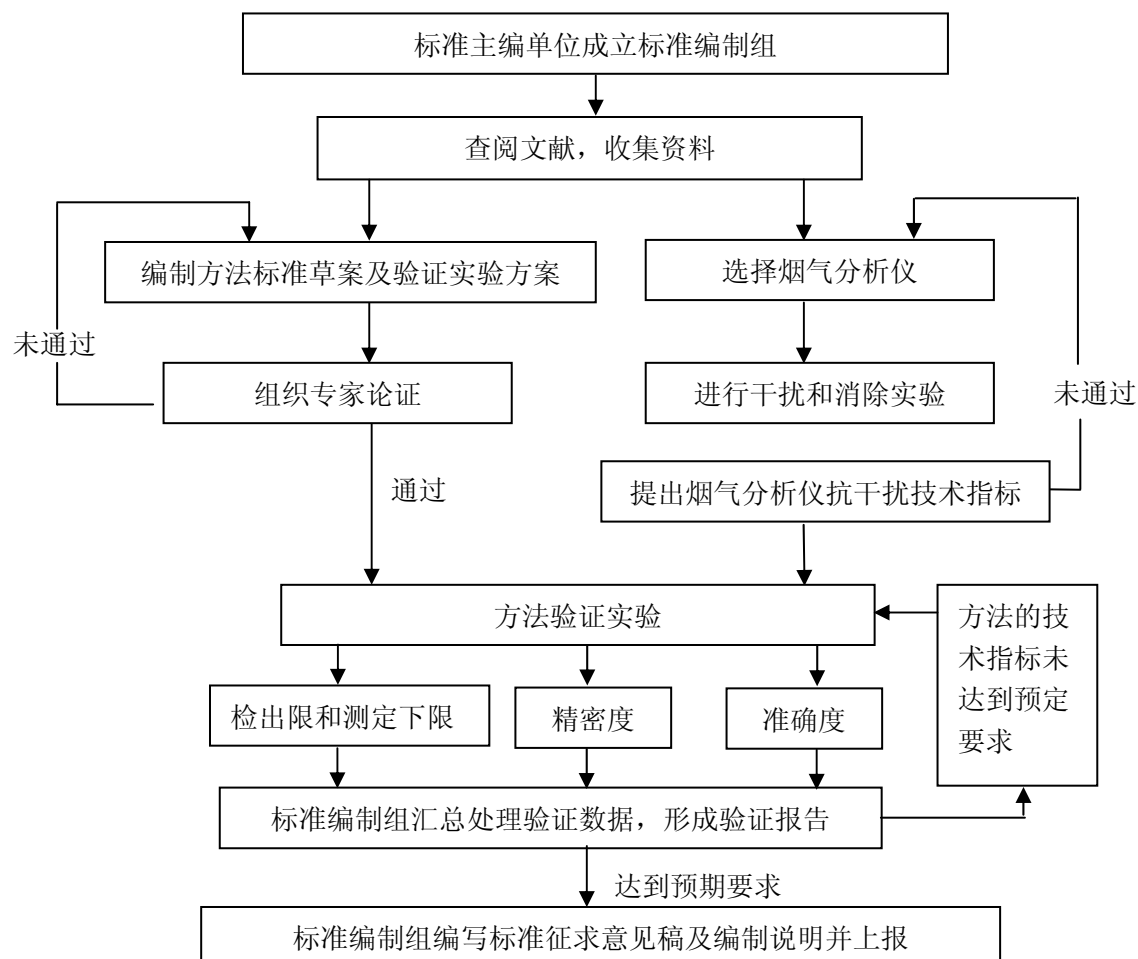 标准主编单位成立标准编制组
查阅文献，收集资料
编制方法标准草案及验证实验方案
选择烟气分析仪
未通过
组织专家论证
进行干扰和消除实验
未通过
通过
提出烟气分析仪抗干扰技术指标
方法验证实验
方法的技
术指标未
达到预定
要求
检出限和测定下限
精密度
准确度
标准编制组汇总处理验证数据，形成验证报告
达到预期要求
标准编制组编写标准征求意见稿及编制说明并上报